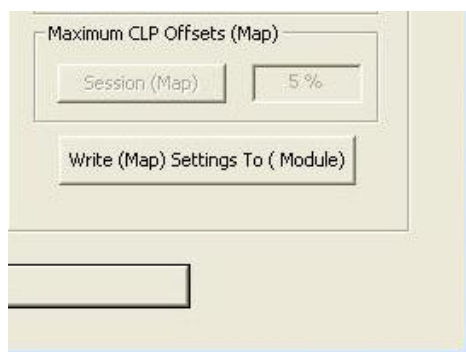 Maximum CLP Offsets (Map)
Session (Map) 5 %
Write (Map) Settings To ( Module)